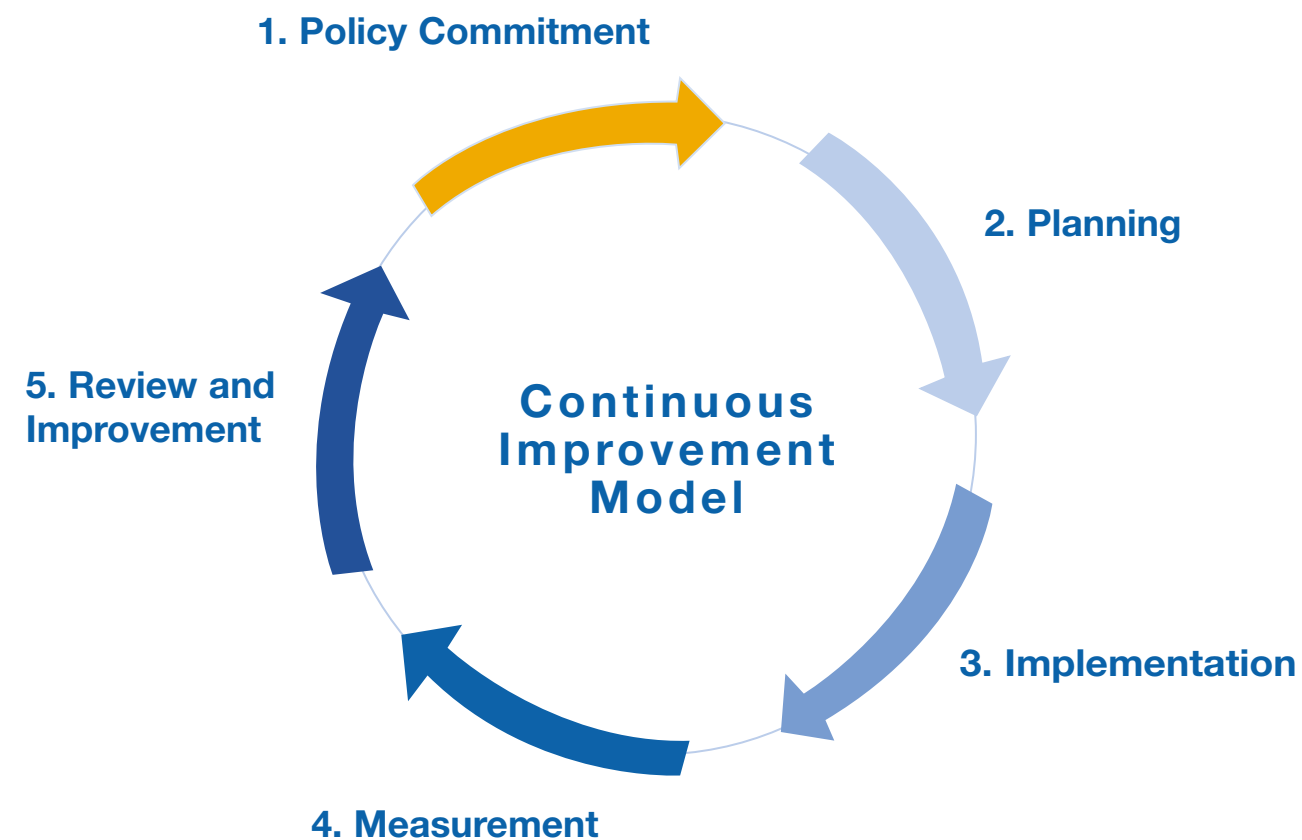 1. Policy Commitment
2. Planning
3. Implementation
4. Measurement
5. Review and
Improvement
Continuous
Improvement
Model